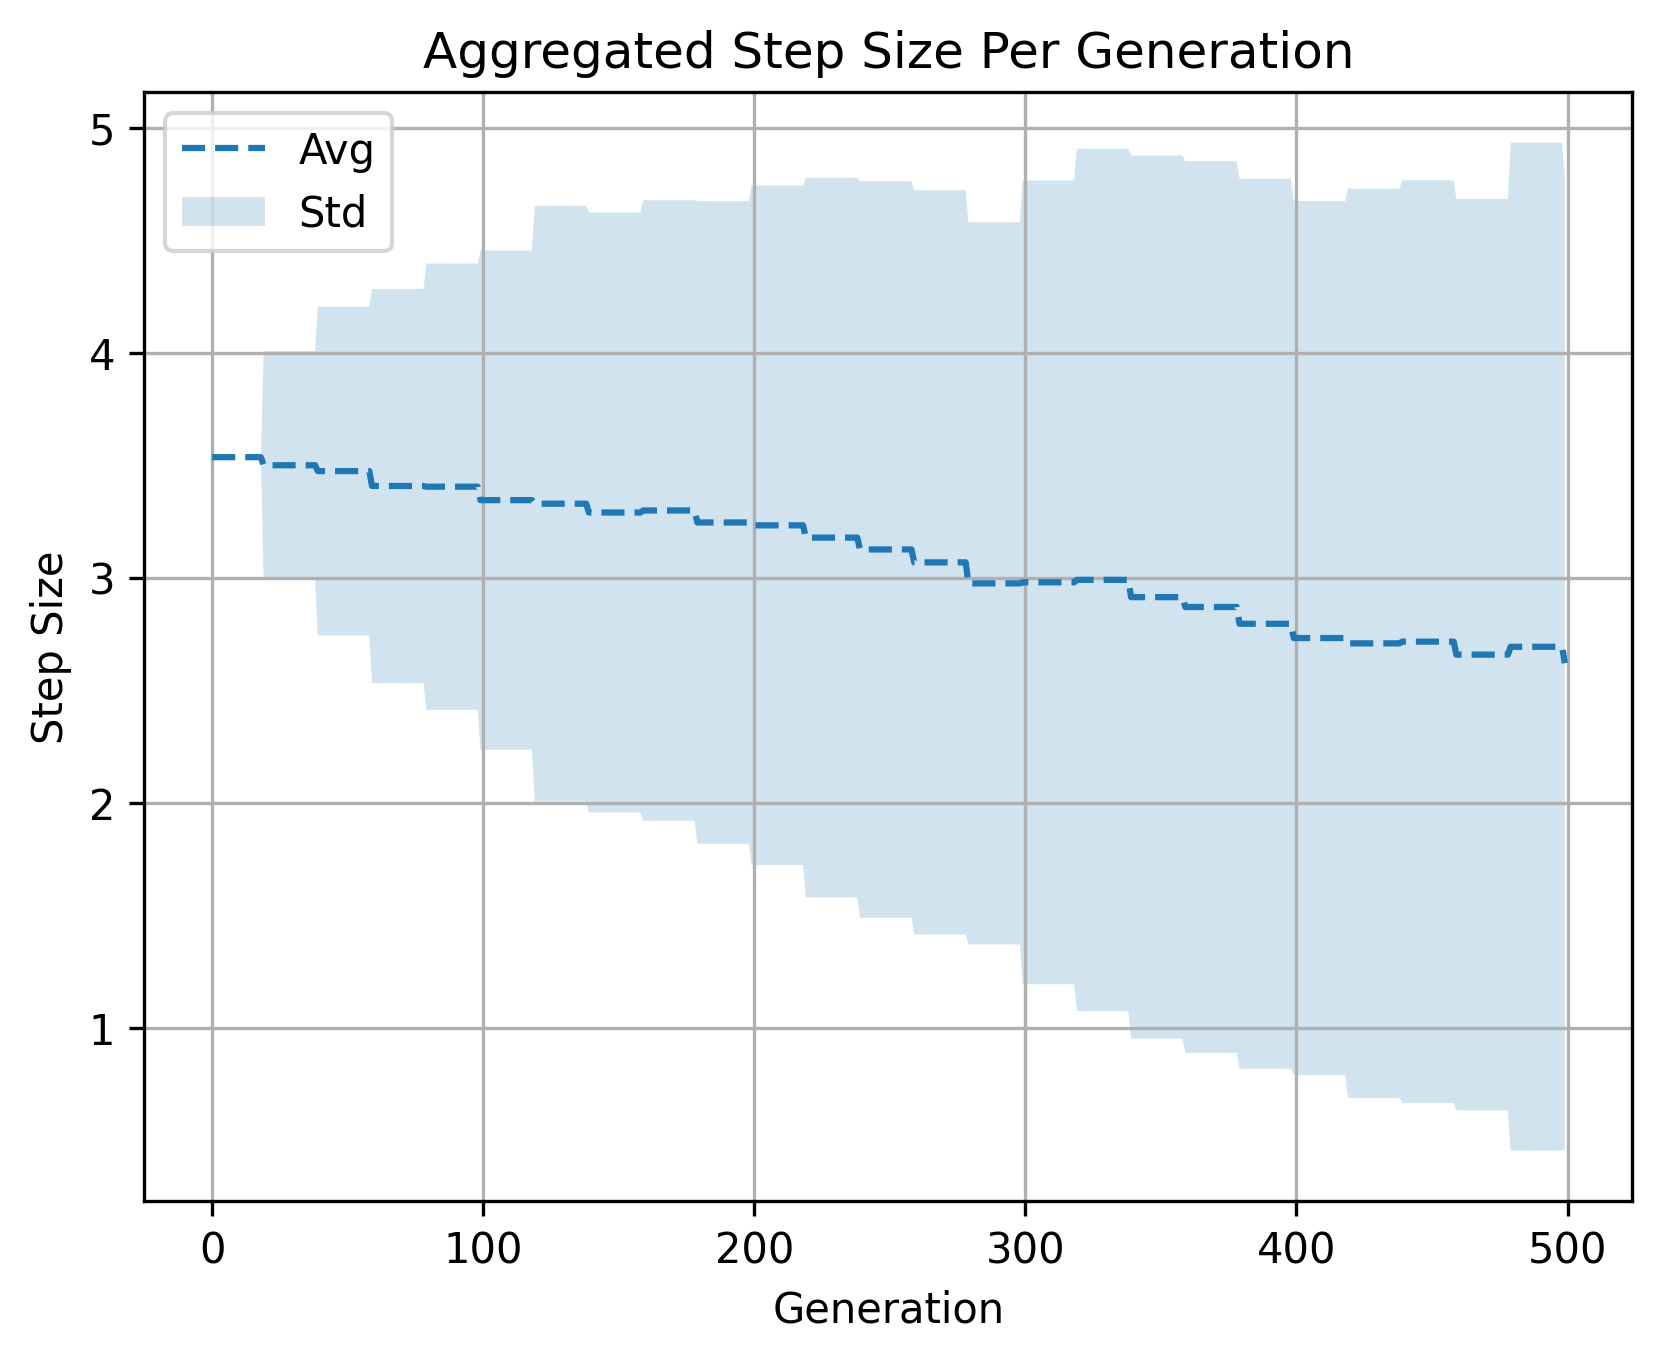 Aggregated Step Size Per Generation
Avg
Std
5
4
3
2
1
Step Size
0 100 200 300 400 500
Generation